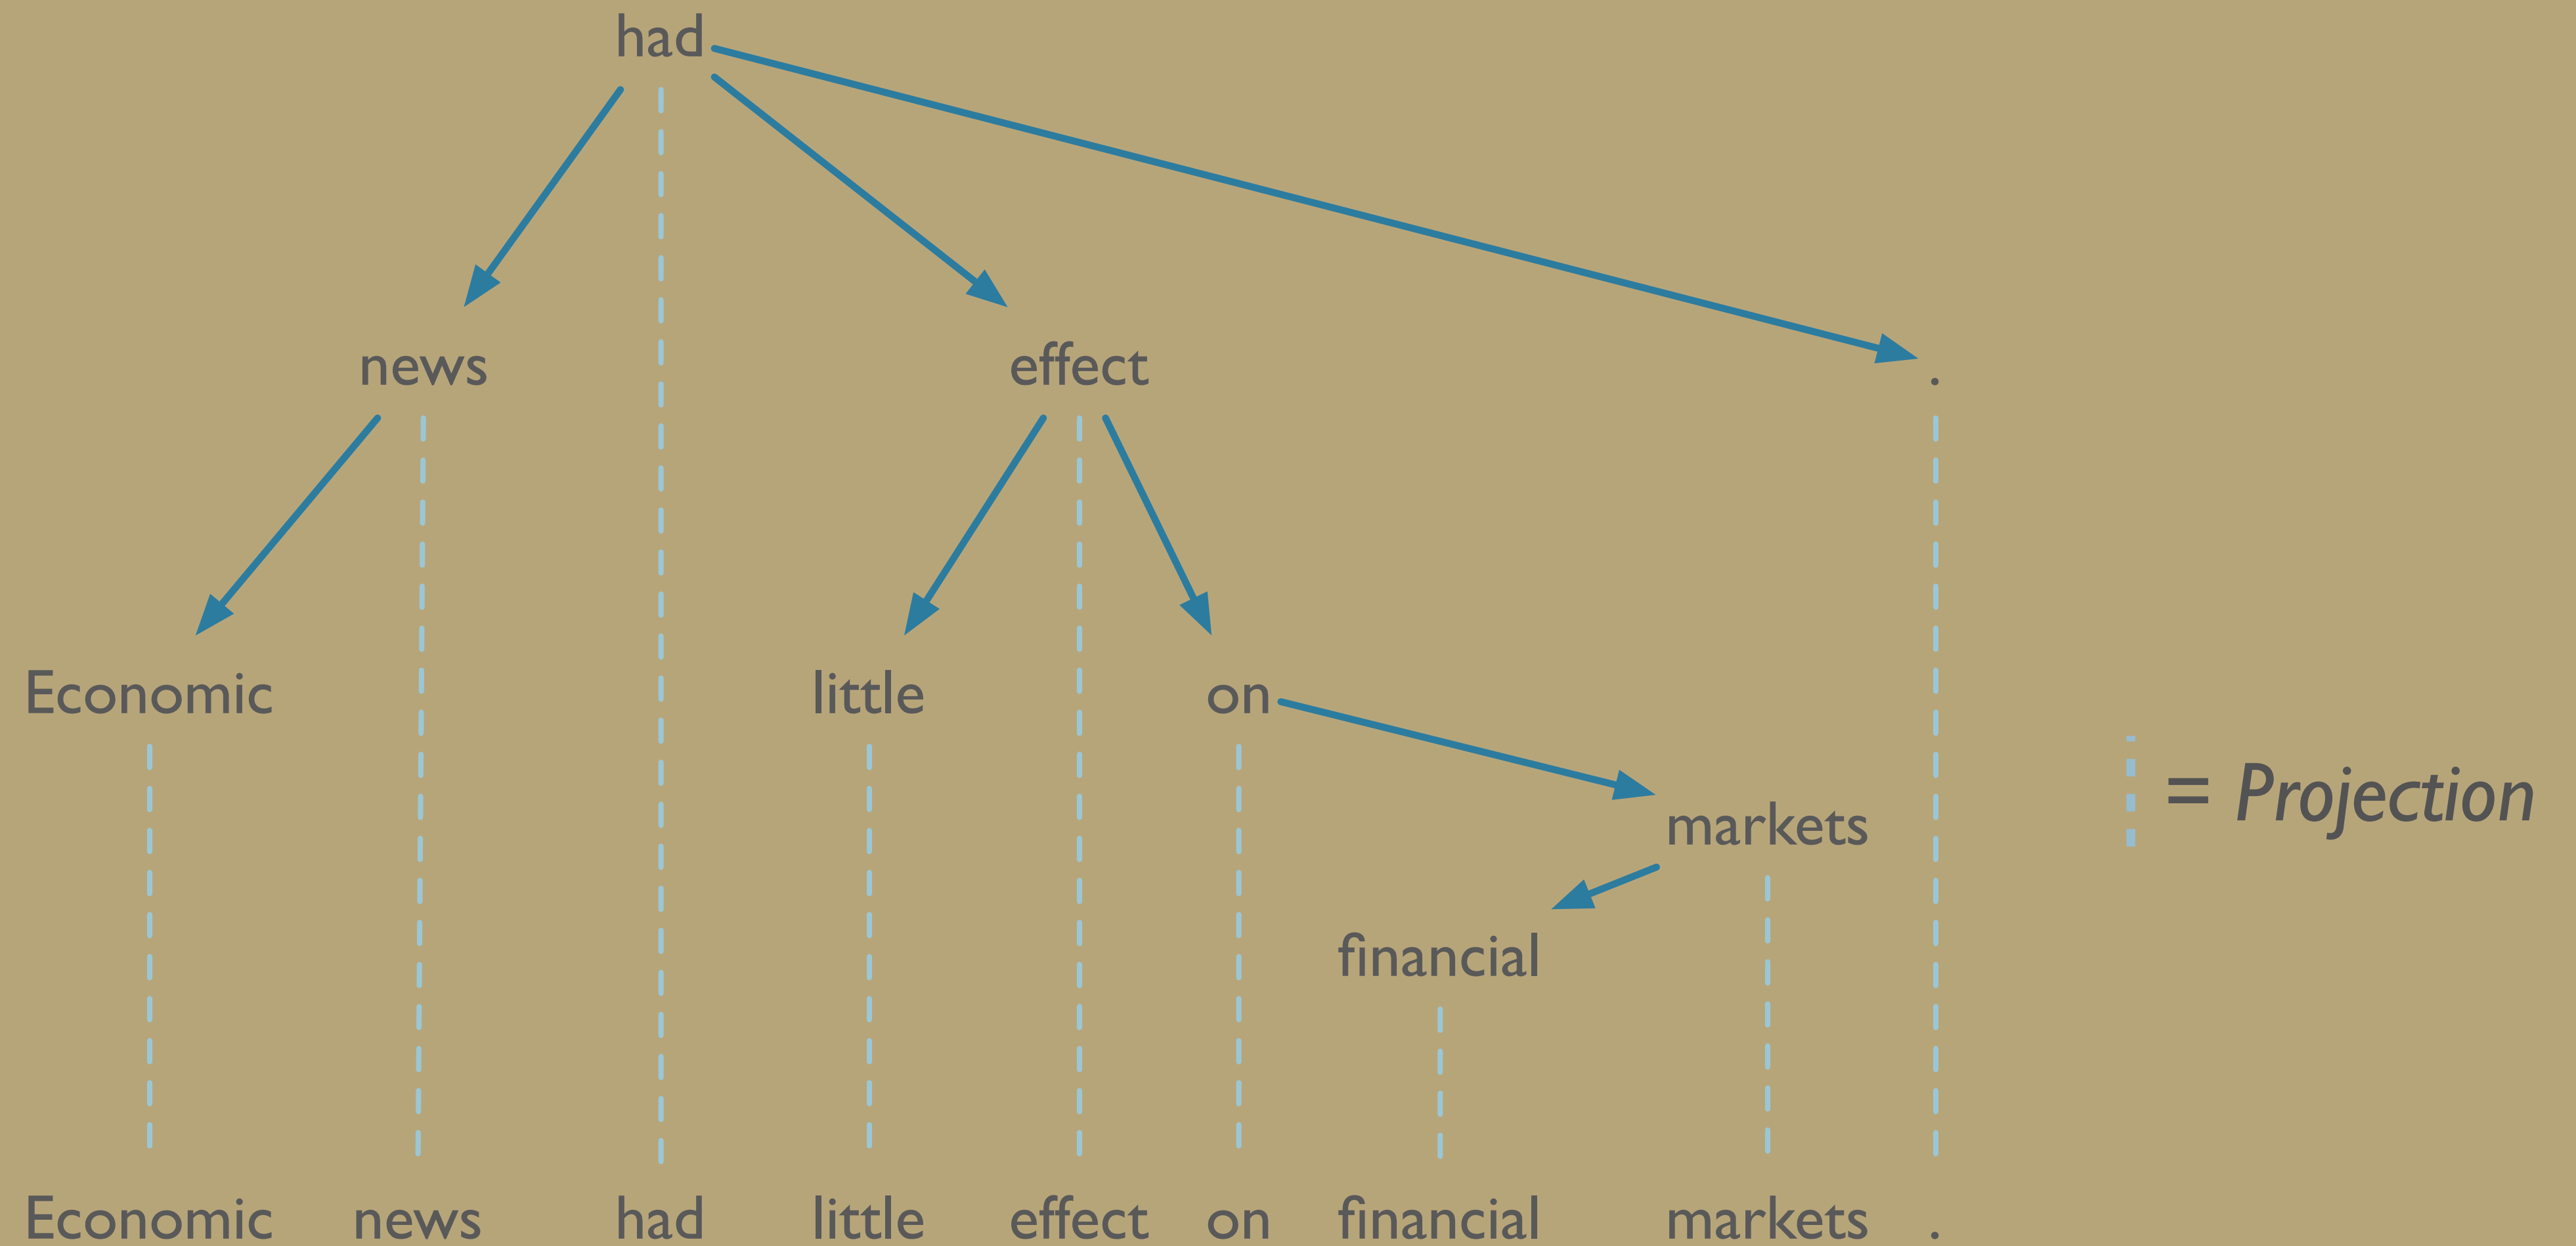 had
news effect .
Economic little on
markets
= Projection
financial
Economic news had little effect on financial markets .